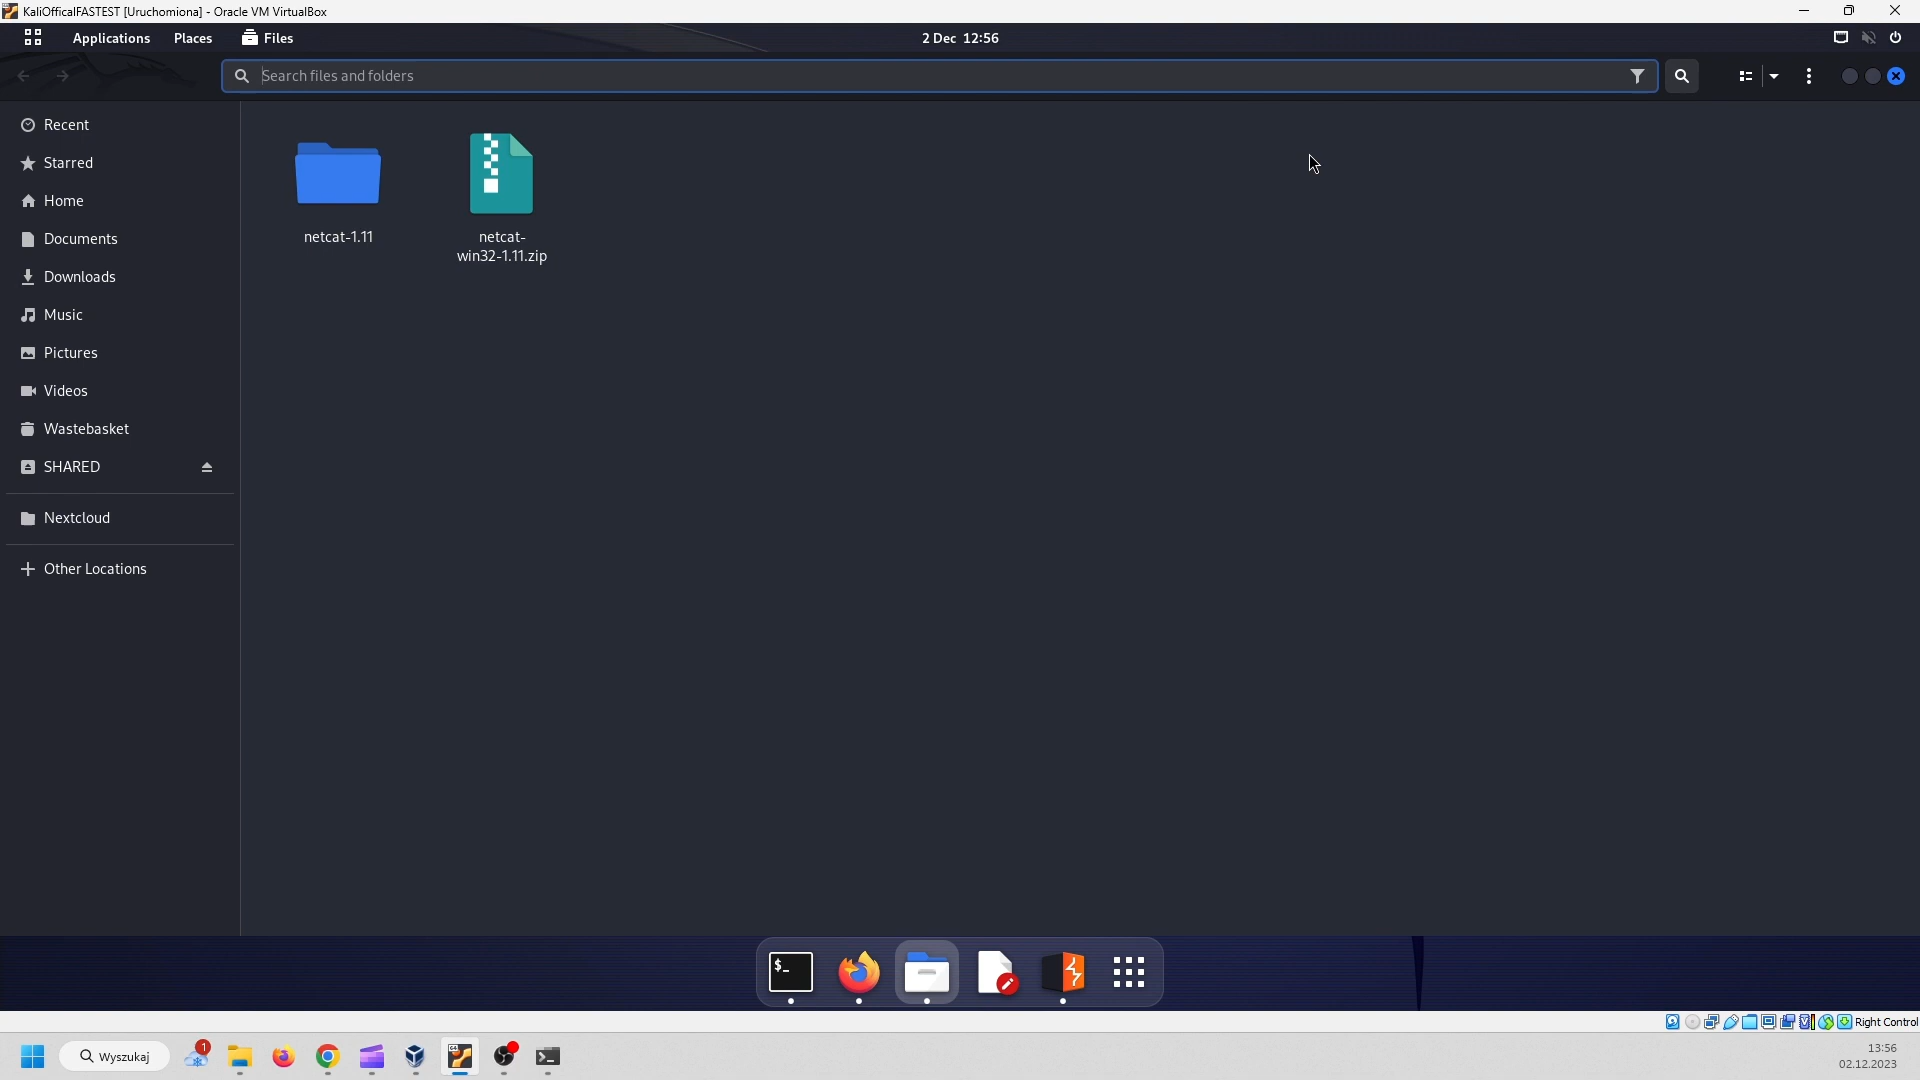 KaliOfficalFASTEST [Uruchomiona] - Oracle VM VirtualBox
Applications Places Files 2 Dec 12:56
Search files and folders
Recent
Starred
Home
Documents
Downloads
Music
Pictures
Videos
Wastebasket
SHARED
Nextcloud
Other Locations
netcat-1.11
netcat-
win32-1.11.zip
$_
Right Control
Wyszukaj
1
64
13:56
02.12.2023